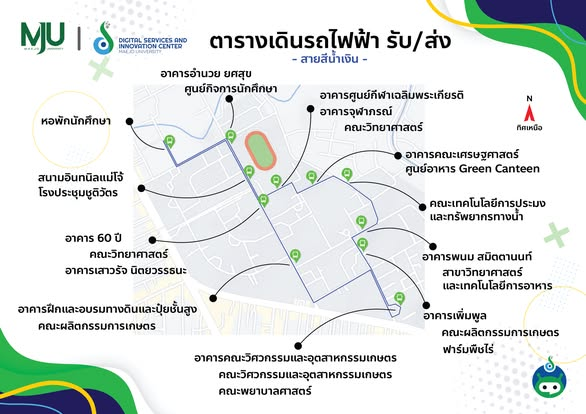 MJU
MAEJO UNIVERSITY
DIGITAL SERVICES AND
INNOVATION CENTER
MAEJO UNIVERSITY
ตารางเดินรถไฟฟ้า รับ/ส่ง
- สายสีน้ำเงิน -
อาคารอำนวย ยศสุข
ศูนย์กิจการนักศึกษา
หอพักนักศึกษา
อาคารศูนย์กีฬาเฉลิมพระเกียรติ
อาคารจุฬาภรณ์
คณะวิทยาศาสตร์
N
ทิศเหนือ
อาคารคณะเศรษฐศาสตร์
ศูนย์อาหาร Green Canteen
สนามอินทนิลแม่โจ้
โรงประชุมชูติวัตร
คณะเทคโนโลยีการประมง
และทรัพยากรทางน้ำ
อาคาร 60 ปี
คณะวิทยาศาสตร์
อาคารเสาวรัจ นิตยวรรธนะ
อาคารพนม สมิตานนท์
สาขาวิทยาศาสตร์
และเทคโนโลยีการอาหาร
อาคารฝึกและอบรมทางดินและปุ๋ยชั้นสูง
คณะผลิตกรรมการเกษตร
อาคารเพิ่มพูล
คณะผลิตกรรมการเกษตร
ฟาร์มพืชไร่
อาคารคณะวิศวกรรมและอุตสาหกรรมเกษตร
คณะวิศวกรรมและอุตสาหกรรมเกษตร
คณะพยาบาลศาสตร์